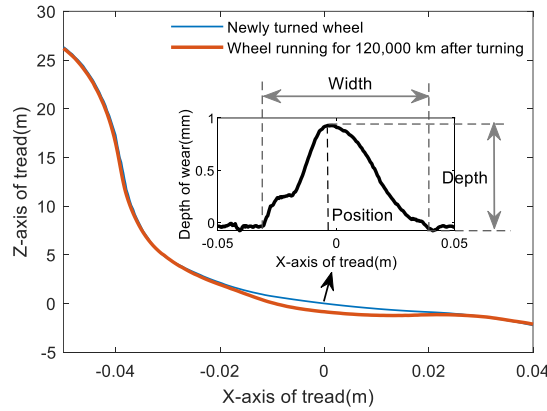 Newly turned wheel
Wheel running for 120,000 km after turning
Width
Depth
Position
Depth of wear(mm)
1
0.5
0
-0.05
0
0.05
X-axis of tread(m)
Z-axis of tread(m)
30
25
20
15
10
5
0
-5
-0.04
-0.02
0
0.02
0.04
X-axis of tread(m)